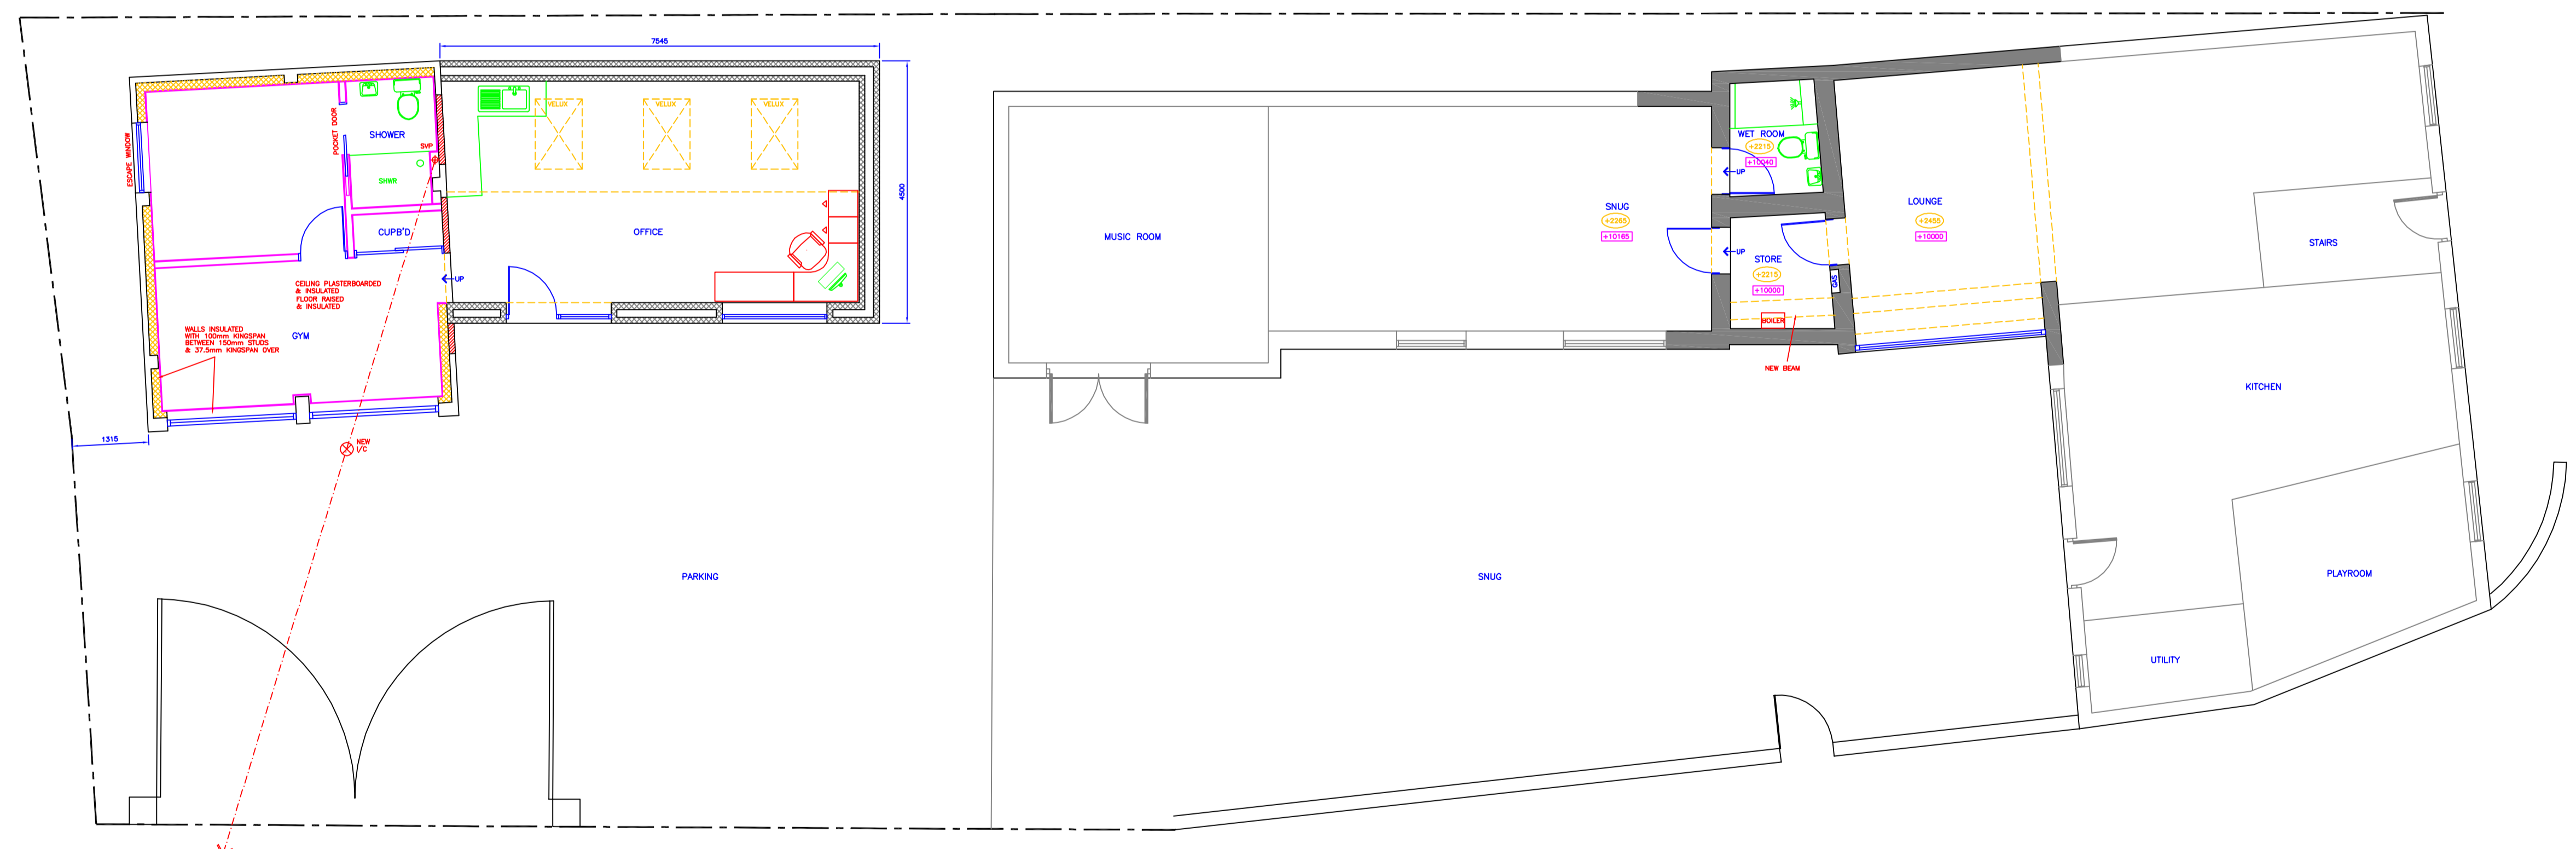 7545
4500
ESCAPE WINDOW
POCKET DOOR
SHOWER
SVP
SHWR
CUPB'D
VELUX
VELUX
VELUX
OFFICE
UP
CEILING PLASTERBOARDED
& INSULATED
FLOOR RAISED
& INSULATED
GYM
WALLS INSULATED
WITH 100mm KINGSPAN
BETWEEN 150mm STUDS
& 37.5mm KINGSPAN OVER
1315
NEW
I/C
PARKING
MUSIC ROOM
SNUG
+2265
+10165
WET ROOM
+2215
+10040
UP
UP
STORE
+2215
+10000
GAS
BOILER
NEW BEAM
LOUNGE
+2455
+10000
STAIRS
KITCHEN
PLAYROOM
UTILITY
SNUG